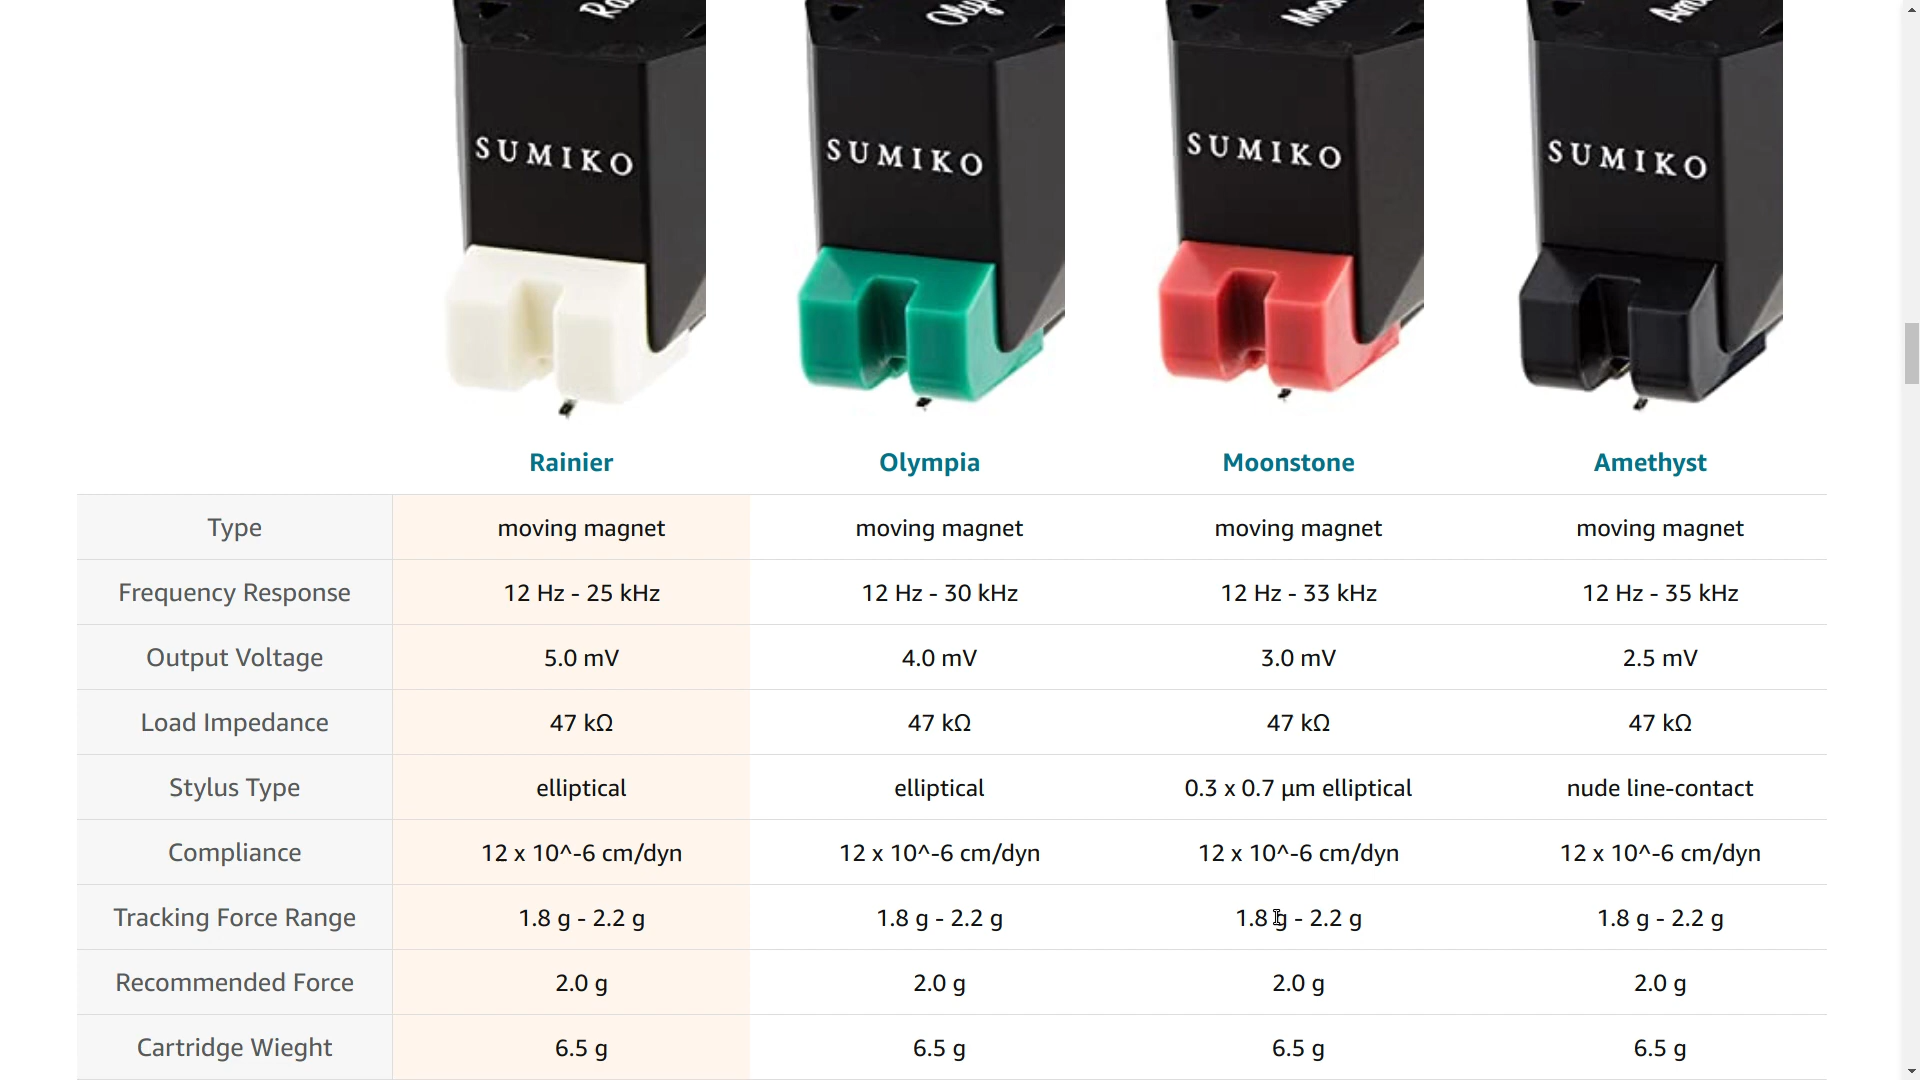 SUMIKO SUMIKO SUMIKO SUMIKO
Rainier Olympia Moonstone Amethyst
Type moving magnet moving magnet moving magnet moving magnet
Frequency Response 12 Hz - 25 kHz 12 Hz - 30 kHz 12 Hz - 33 kHz 12 Hz - 35 kHz
Output Voltage 5.0 mV 4.0 mV 3.0 mV 2.5 mV
Load Impedance 47 kΩ 47 kΩ 47 kΩ 47 kΩ
Stylus Type elliptical elliptical 0.3 x 0.7 μm elliptical nude line-contact
Compliance 12 x 10^-6 cm/dyn 12 x 10^-6 cm/dyn 12 x 10^-6 cm/dyn 12 x 10^-6 cm/dyn
Tracking Force Range 1.8 g - 2.2 g 1.8 g - 2.2 g 1.8 g - 2.2 g 1.8 g - 2.2 g
Recommended Force 2.0 g 2.0 g 2.0 g 2.0 g
Cartridge Wieght 6.5 g 6.5 g 6.5 g 6.5 g